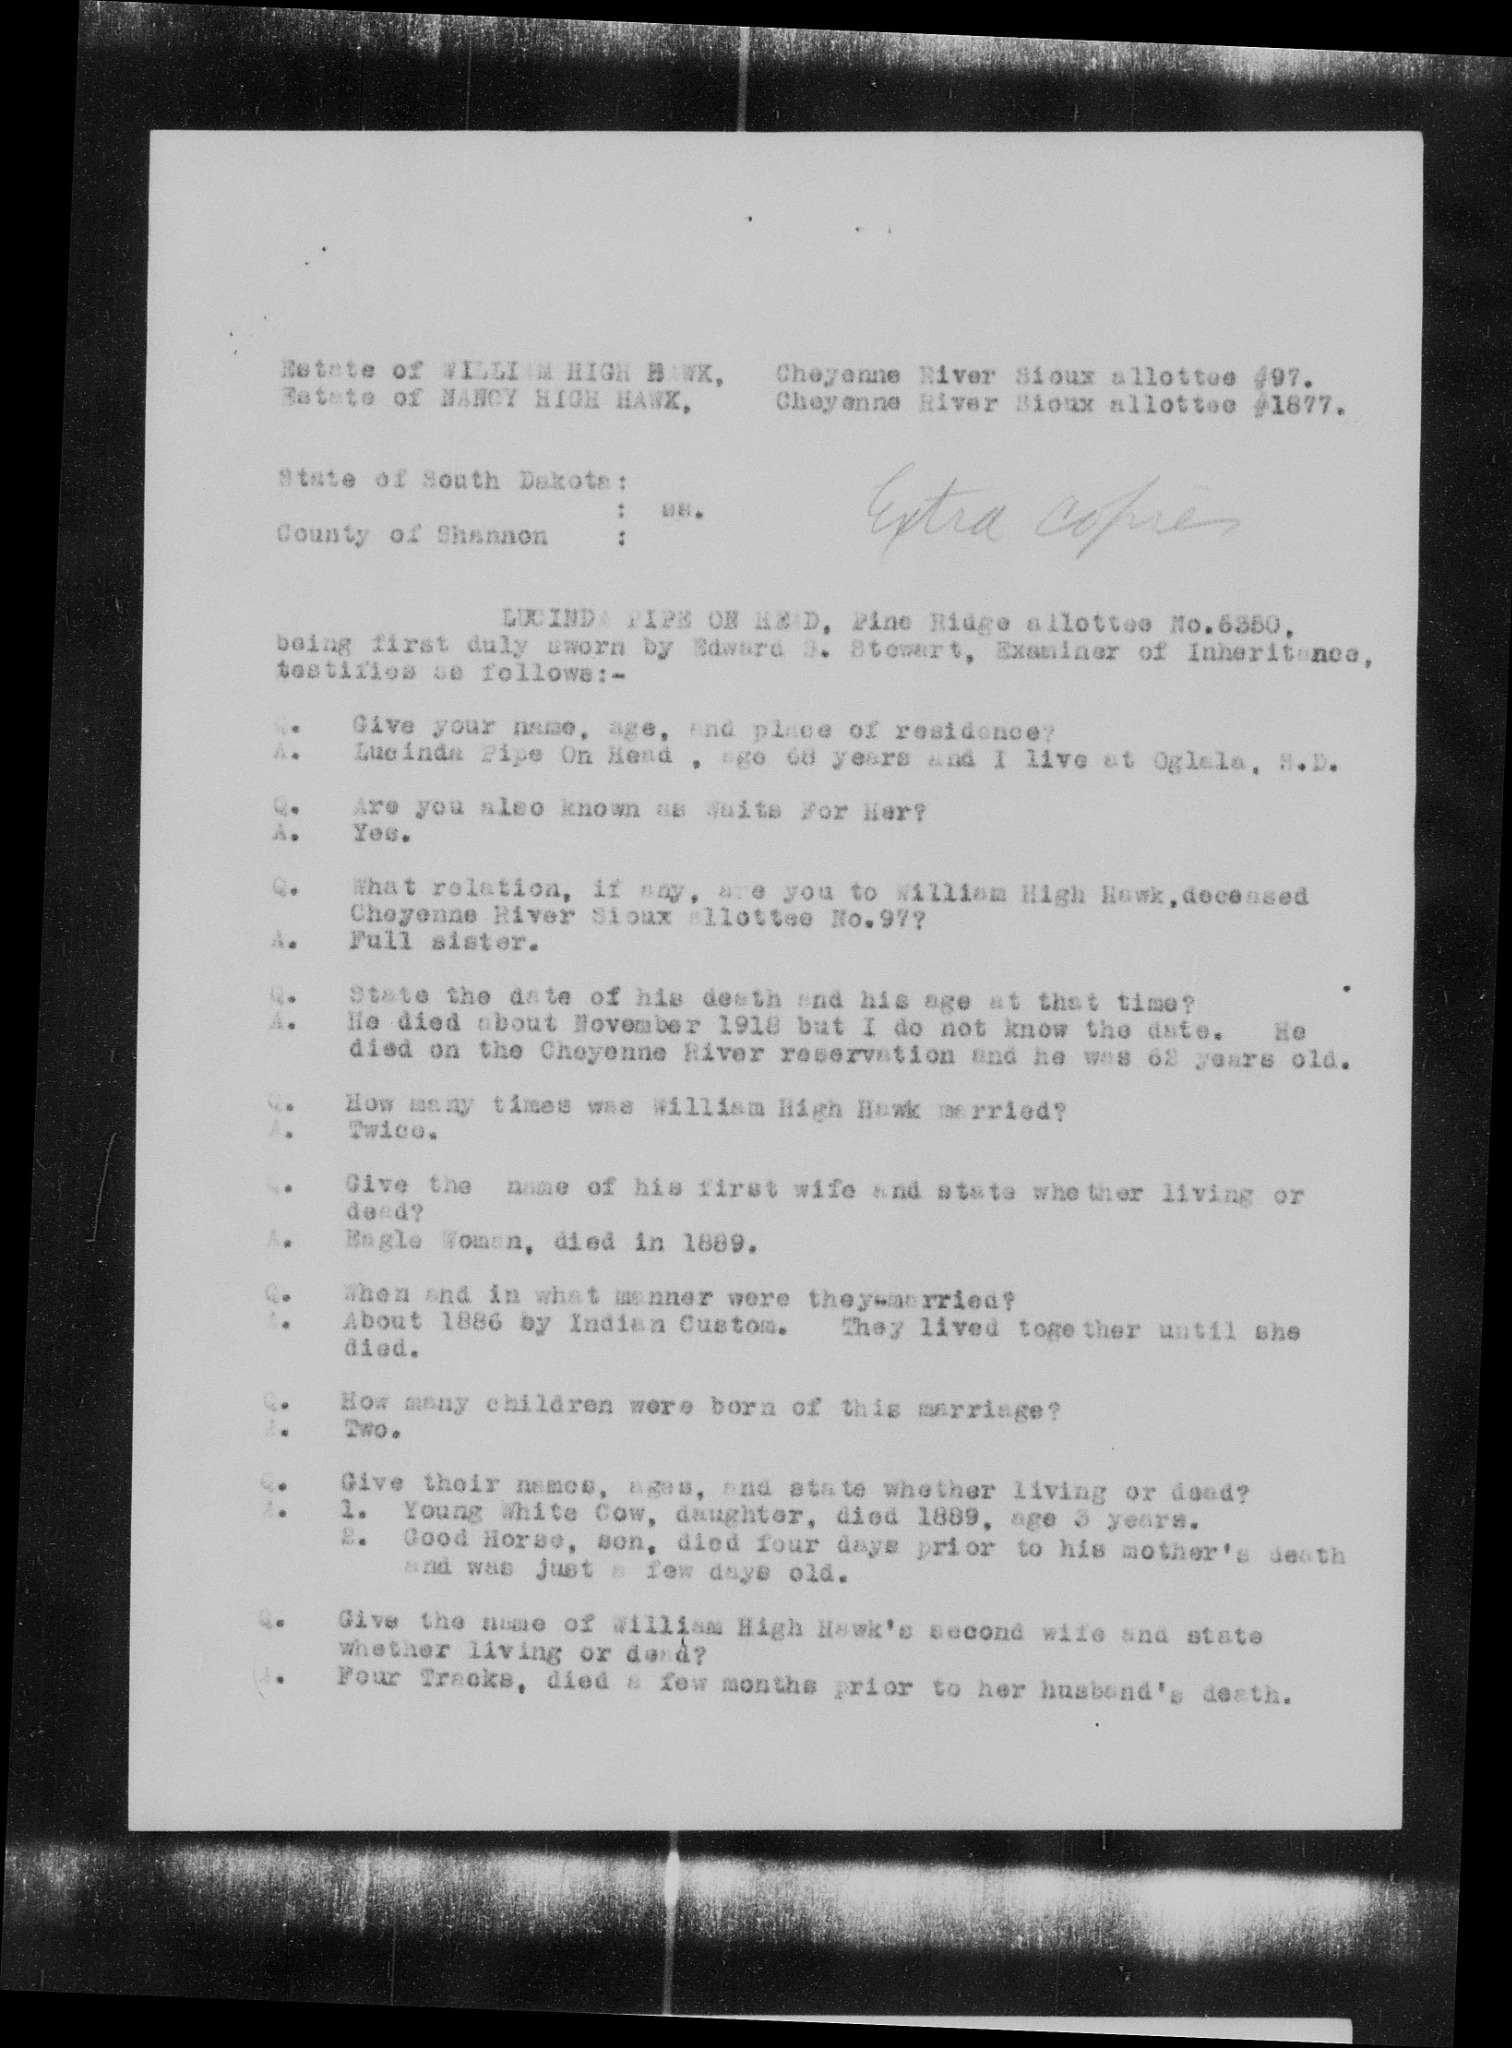 Estate of WILLIAM HIGH HAWK, Cheyenne River Sioux allottee #97.
Estate of NANCY HIGH HAWK, Cheyenne River Sioux allottee #1877.
State of South Dakota:
: ss.
County of Shannon :
Extra copies
LUCINDA PIPE ON HEAD, Pine Ridge allottee No.6350,
being first duly sworn by Edward S. Stewart, Examiner of Inheritance,
testifies as follows:-
Q. Give your name, age, and place of residence?
A. Lucinda Pipe On Head , age 68 years and I live at Oglala, S.D.
Q. Are you also known as Waits For Her?
A. Yes.
Q. What relation, if any, are you to William High Hawk,deceased
Cheyenne River Sioux allottee No.97?
A. Full sister.
Q. State the date of his death and his age at that time?
A. He died about November 1918 but I do not know the date. He
died on the Cheyenne River reservation and he was 62 years old.
Q. How many times was William High Hawk married?
A. Twice.
Q. Give the name of his first wife and state whether living or
dead?
A. Eagle Woman, died in 1889.
Q. When and in what manner were they-married?
A. About 1886 by Indian Custom. They lived together until she
died.
Q. How many children were born of this marriage?
A. Two.
Q. Give their names, ages, and state whether living or dead?
A. 1. Young White Cow, daughter, died 1889, age 3 years.
2. Good Horse, son, died four days prior to his mother's death
and was just a few days old.
Q. Give the name of William High Hawk's second wife and state
whether living or dead?
A. Four Tracks, died a few months prior to her husband's death.